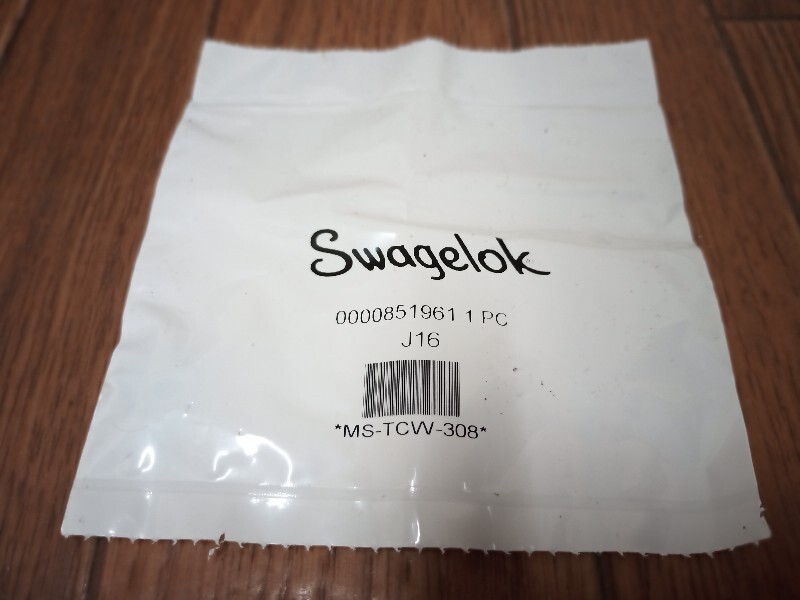 Swagelok
0000851961 1 PC
J16
*MS-TCW-308*